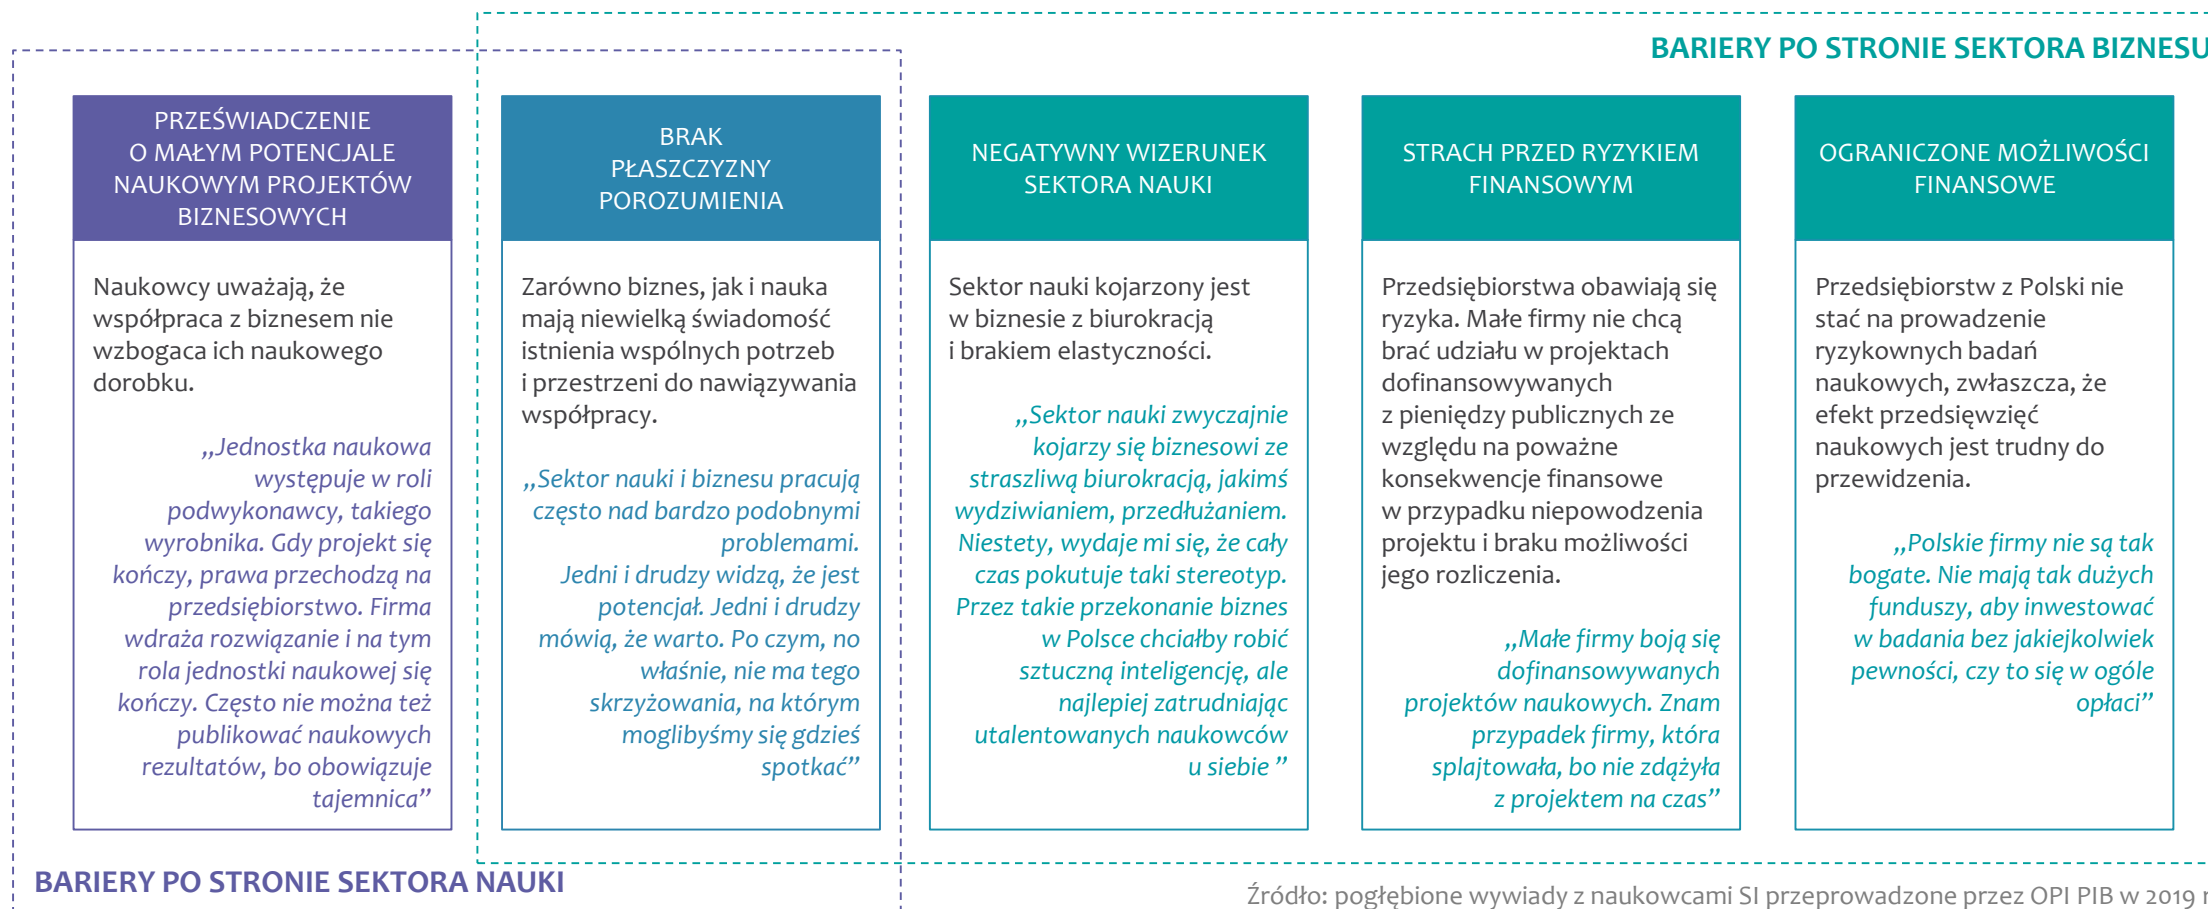 BARIERY PO STRONIE SEKTORA BIZNESU
PRZEŚWIADCZENIE
O MAŁYM POTENCJALE
NAUKOWYM PROJEKTÓW
BIZNESOWYCH
Naukowcy uważają, że
współpraca z biznesem nie
wzbogaca ich naukowego
dorobku.
„Jednostka naukowa
występuje w roli
podwykonawcy, takiego
wyrobnika. Gdy projekt się
kończy, prawa przechodzą na
przedsiębiorstwo. Firma
wdraża rozwiązanie i na tym
rola jednostki naukowej się
kończy. Często nie można też
publikować naukowych
rezultatów, bo obowiązuje
tajemnica”
BRAK
PŁASZCZYZNY
POROZUMIENIA
Zarówno biznes, jak i nauka
mają niewielką świadomość
istnienia wspólnych potrzeb
i przestrzeni do nawiązywania
współpracy.
„Sektor nauki i biznesu pracują
często nad bardzo podobnymi
problemami.
Jedni i drudzy widzą, że jest
potencjał. Jedni i drudzy
mówią, że warto. Po czym, no
właśnie, nie ma tego
skrzyżowania, na którym
moglibyśmy się gdzieś
spotkać”
NEGATYWNY WIZERUNEK
SEKTORA NAUKI
Sektor nauki kojarzony jest
w biznesie z biurokracją
i brakiem elastyczności.
„Sektor nauki zwyczajnie
kojarzy się biznesowi ze
straszliwą biurokracją, jakimś
wydziwianiem, przedłużaniem.
Niestety, wydaje mi się, że cały
czas pokutuje taki stereotyp.
Przez takie przekonanie biznes
w Polsce chciałby robić
sztuczną inteligencję, ale
najlepiej zatrudniając
utalentowanych naukowców
u siebie ”
STRACH PRZED RYZYKIEM
FINANSOWYM
Przedsiębiorstwa obawiają się
ryzyka. Małe firmy nie chcą
brać udziału w projektach
dofinansowywanych
z pieniędzy publicznych ze
względu na poważne
konsekwencje finansowe
w przypadku niepowodzenia
projektu i braku możliwości
jego rozliczenia.
„Małe firmy boją się
dofinansowywanych
projektów naukowych. Znam
przypadek firmy, która
splajtowała, bo nie zdążyła
z projektem na czas”
OGRANICZONE MOŻLIWOŚCI
FINANSOWE
Przedsiębiorstw z Polski nie
stać na prowadzenie
ryzykownych badań
naukowych, zwłaszcza, że
efekt przedsięwzięć
naukowych jest trudny do
przewidzenia.
„Polskie firmy nie są tak
bogate. Nie mają tak dużych
funduszy, aby inwestować
w badania bez jakiejkolwiek
pewności, czy to się w ogóle
opłaci”
BARIERY PO STRONIE SEKTORA NAUKI
Źródło: pogłębione wywiady z naukowcami SI przeprowadzone przez OPI PIB w 2019 r